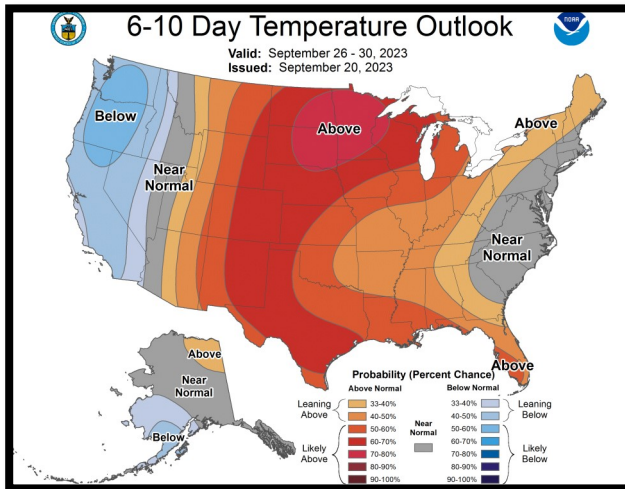 6-10 Day Temperature Outlook
NOAA
Valid: September 26 - 30, 2023
Issued: September 20, 2023
Below
Above
Above
Near
Normal
Near
Normal
Above
Above
Near
Normal
Below
Probability (Percent Chance)
Above Normal
Below Normal
Leaning
Above
33-40%
40-50%
50-60%
60-70%
70-80%
80-90%
90-100%
Likely
Above
Near
Normal
33-40%
40-50%
50-60%
60-70%
70-80%
80-90%
90-100%
Leaning
Below
Likely
Below